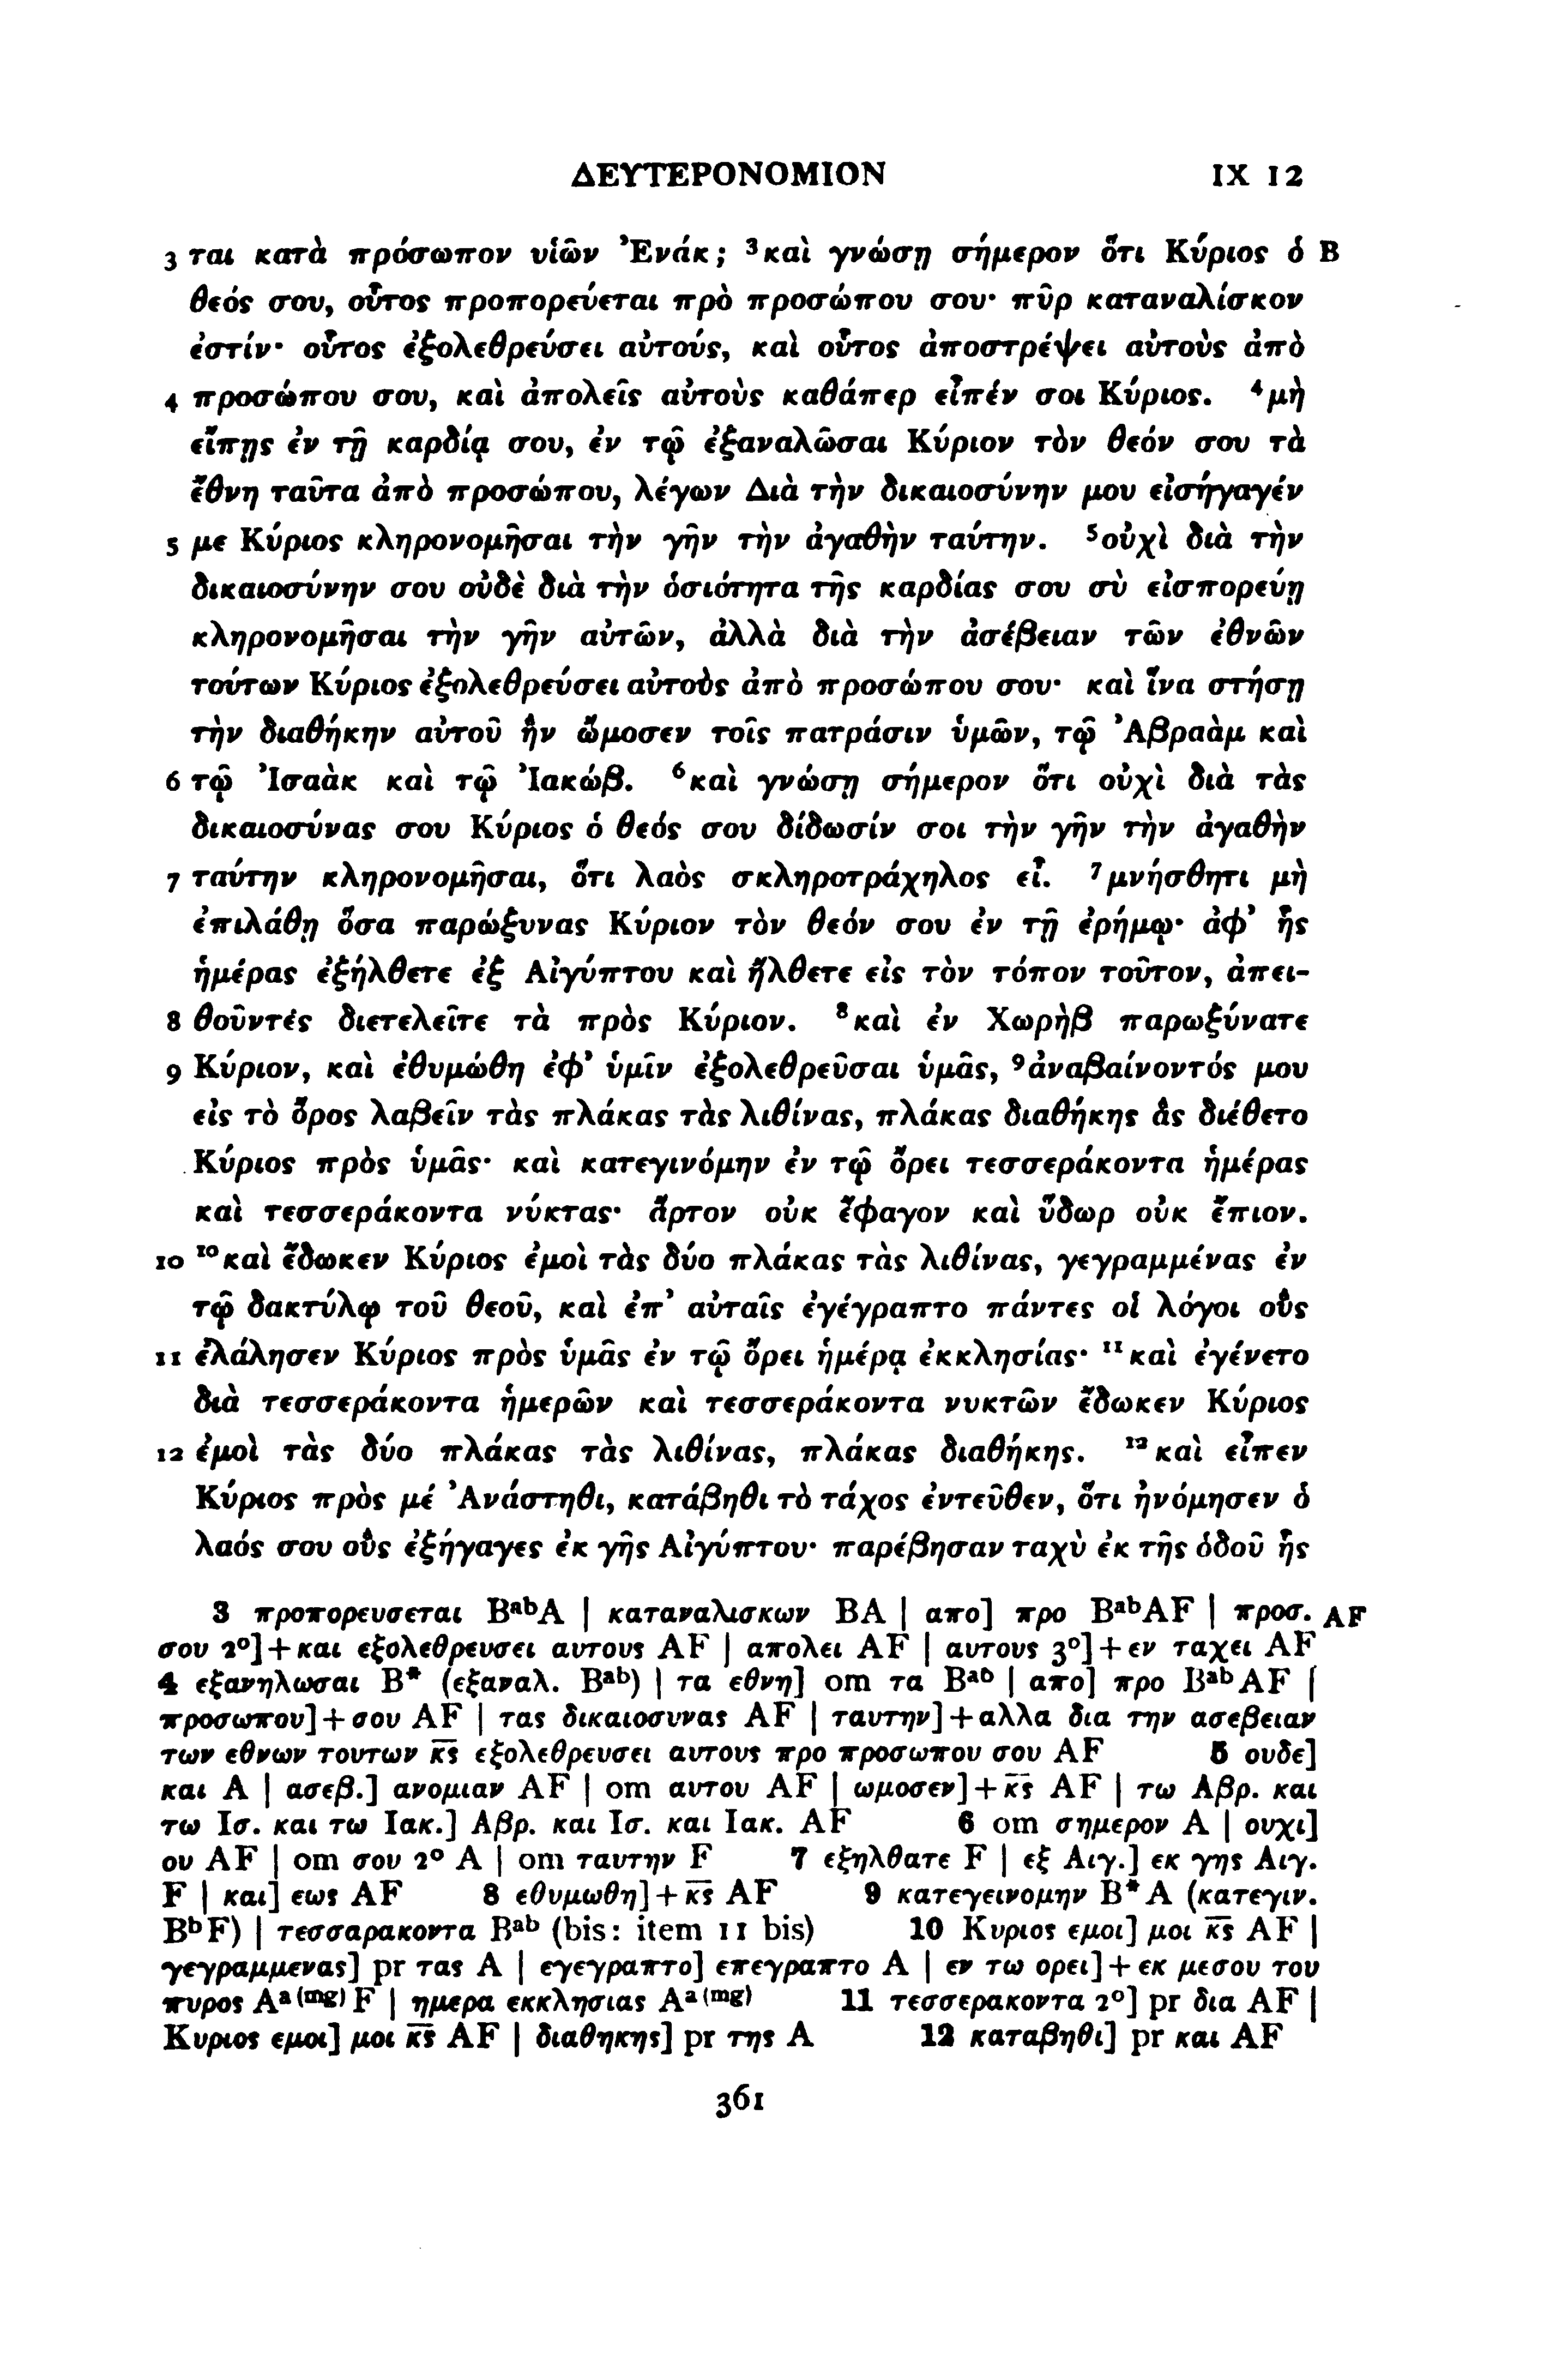 ΔΕΥΤΕΡΟΝΟΜΙΟΝ IX 12
3 ται κατὰ πρόσωπον υἱῶν Ἐνάκ; ³καὶ γνώσῃ σήμερον ὅτι Κύριος ὁ B
θεός σου, οὗτος προπορεύεται πρὸ προσώπου σου· πῦρ καταναλίσκον
ἐστίν· οὗτος ἐξολεθρεύσει αὐτούς, καὶ οὗτος ἀποστρέψει αὐτοὺς ἀπὸ
4 προσώπου σου, καὶ ἀπολεῖς αὐτοὺς καθάπερ εἶπέν σοι Κύριος. ⁴μὴ
εἴπῃς ἐν τῇ καρδίᾳ σου, ἐν τῷ ἐξαναλῶσαι Κύριον τὸν θεόν σου τὰ
ἔθνη ταῦτα ἀπὸ προσώπου, λέγων Διὰ τὴν δικαιοσύνην μου εἰσήγαγέν
5 με Κύριος κληρονομῆσαι τὴν γῆν τὴν ἀγαθὴν ταύτην. ⁵οὐχὶ διὰ τὴν
δικαιοσύνην σου οὐδὲ διὰ τὴν ὁσιότητα τῆς καρδίας σου σὺ εἰσπορεύῃ
κληρονομῆσαι τὴν γῆν αὐτῶν, ἀλλὰ διὰ τὴν ἀσέβειαν τῶν ἐθνῶν
τούτων Κύριος ἐξολεθρεύσει αὐτοὺς ἀπὸ προσώπου σου· καὶ ἵνα στήσῃ
τὴν διαθήκην αὐτοῦ ἣν ὤμοσεν τοῖς πατράσιν ὑμῶν, τῷ Ἀβραὰμ καὶ
6 τῷ Ἰσαὰκ καὶ τῷ Ἰακώβ. ⁶καὶ γνώσῃ σήμερον ὅτι οὐχὶ διὰ τὰς
δικαιοσύνας σου Κύριος ὁ θεός σου δίδωσίν σοι τὴν γῆν τὴν ἀγαθὴν
7 ταύτην κληρονομῆσαι, ὅτι λαὸς σκληροτράχηλος εἶ. ⁷μνήσθητι μὴ
ἐπιλάθῃ ὅσα παρώξυνας Κύριον τὸν θεόν σου ἐν τῇ ἐρήμῳ· ἀφ᾽ ἧς
ἡμέρας ἐξήλθετε ἐξ Αἰγύπτου καὶ ἤλθετε εἰς τὸν τόπον τοῦτον, ἀπει-
8 θοῦντές διετελεῖτε τὰ πρὸς Κύριον. ⁸καὶ ἐν Χωρὴβ παρωξύνατε
9 Κύριον, καὶ ἐθυμώθη ἐφ᾽ ὑμῖν ἐξολεθρεῦσαι ὑμᾶς, ⁹ἀναβαίνοντός μου
εἰς τὸ ὄρος λαβεῖν τὰς πλάκας τὰς λιθίνας, πλάκας διαθήκης ἃς διέθετο
Κύριος πρὸς ὑμᾶς· καὶ κατεγινόμην ἐν τῷ ὄρει τεσσεράκοντα ἡμέρας
καὶ τεσσεράκοντα νύκτας· ἄρτον οὐκ ἔφαγον καὶ ὕδωρ οὐκ ἔπιον.
10 ¹⁰καὶ ἔδωκεν Κύριος ἐμοὶ τὰς δύο πλάκας τὰς λιθίνας, γεγραμμένας ἐν
τῷ δακτύλῳ τοῦ θεοῦ, καὶ ἐπ᾽ αὐταῖς ἐγέγραπτο πάντες οἱ λόγοι οὓς
11 ἐλάλησεν Κύριος πρὸς ὑμᾶς ἐν τῷ ὄρει ἡμέρᾳ ἐκκλησίας· ¹¹καὶ ἐγένετο
διὰ τεσσεράκοντα ἡμερῶν καὶ τεσσεράκοντα νυκτῶν ἔδωκεν Κύριος
12 ἐμοὶ τὰς δύο πλάκας τὰς λιθίνας, πλάκας διαθήκης. ¹²καὶ εἶπεν
Κύριος πρὸς μέ Ἀνάστηθι, κατάβηθι τὸ τάχος ἐντεῦθεν, ὅτι ἠνόμησεν ὁ
λαός σου οὓς ἐξήγαγες ἐκ γῆς Αἰγύπτου· παρέβησαν ταχὺ ἐκ τῆς ὁδοῦ ἧς
3 προπορευσεται BᵃᵇA | καταναλισκων BA | απο] προ BᵃᵇAF | προσ. AF
σου 2º]+και εξολεθρευσει αυτους AF | απολει AF | αυτους 3º]+εν ταχει AF
4 εξανηλωσαι B* (εξαναλ. Bᵃᵇ) | τα εθνη] om τα Bᵃᵇ | απο] προ BᵃᵇAF |
προσωπου]+σου AF | τας δικαιοσυνας AF | ταυτην]+αλλα δια την ασεβειαν
των εθνων τουτων κ̅ς̅ εξολεθρευσει αυτους προ προσωπου σου AF 5 ουδε]
και A | ασεβ.] ανομιαν AF | om αυτου AF | ωμοσεν]+κ̅ς̅ AF | τω Αβρ. και
τω Ισ. και τω Ιακ.] Αβρ. και Ισ. και Ιακ. AF 6 om σημερον A | ουχι]
ου AF | om σου 2º A | om ταυτην F 7 εξηλθατε F | εξ Αιγ.] εκ γης Αιγ.
F | και] εως AF 8 εθυμωθη]+κ̅ς̅ AF 9 κατεγεινομην B*A (κατεγιν.
BᵇF) | τεσσαρακοντα Bᵃᵇ (bis: item 11 bis) 10 Κυριος εμοι] μοι κ̅ς̅ AF |
γεγραμμενας] pr τας A | εγεγραπτο] επεγραπτο A | εν τω ορει]+εκ μεσου του
πυρος Aᵃ⁽ᵐᵍ⁾F | ημερα εκκλησιας Aᵃ⁽ᵐᵍ⁾ 11 τεσσερακοντα 2º] pr δια AF |
Κυριος εμοι] μοι κ̅ς̅ AF | διαθηκης] pr της A 12 καταβηθι] pr και AF
361